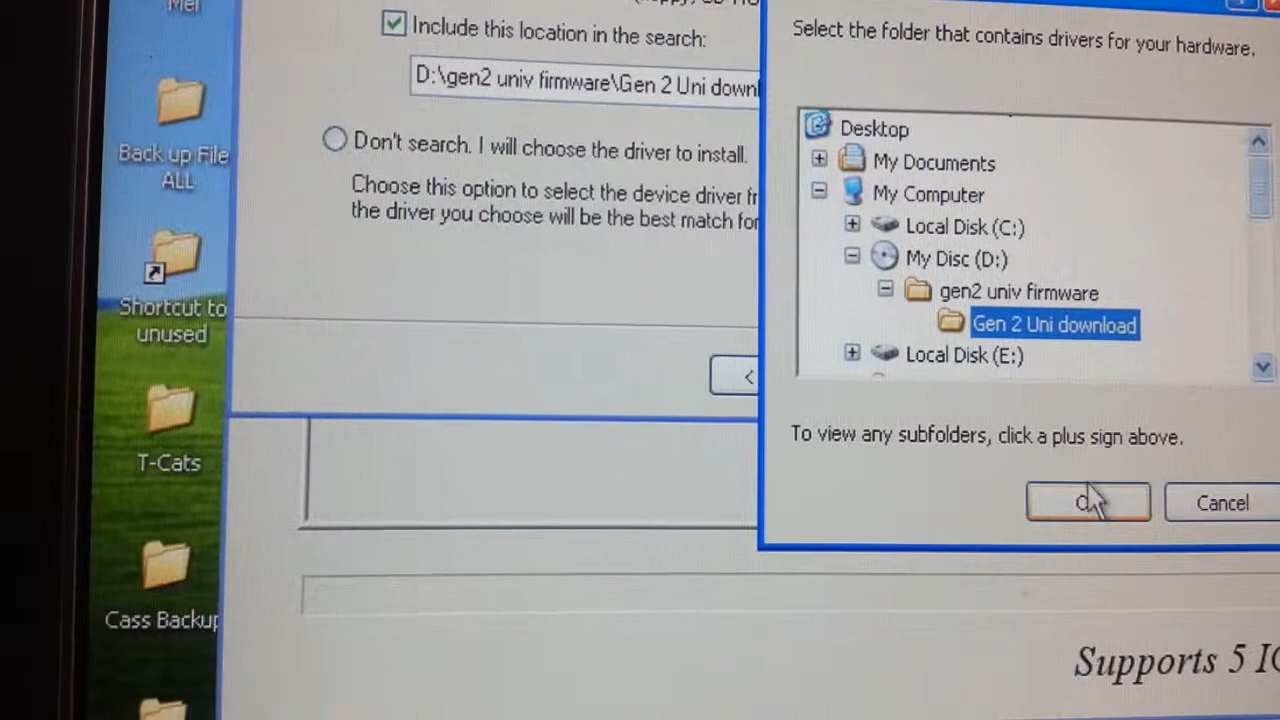 Mel
Back up File
ALL
Shortcut to
unused
T-Cats
Cass Backup
Include this location in the search:
D:\gen2 univ firmware\Gen 2 Uni downl
Don't search. I will choose the driver to install.
Choose this option to select the device driver fr
the driver you choose will be the best match for
<
Select the folder that contains drivers for your hardware.
Desktop
My Documents
My Computer
Local Disk (C:)
My Disc (D:)
gen2 univ firmware
Gen 2 Uni download
Local Disk (E:)
To view any subfolders, click a plus sign above.
Cancel
Supports 5 IC